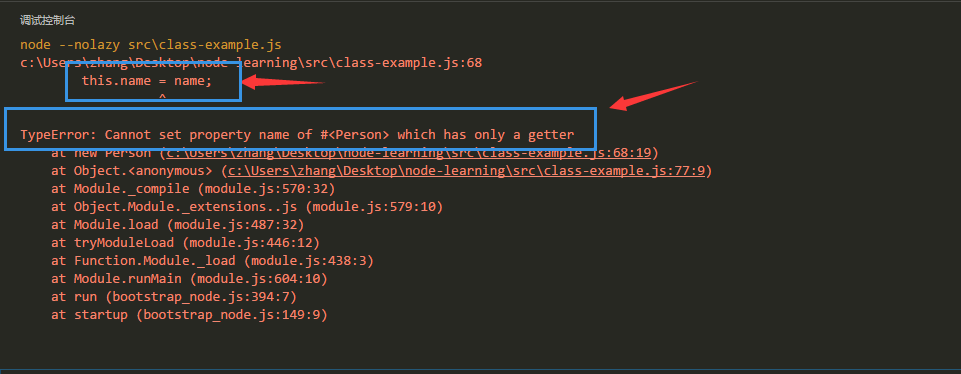 调试控制台
node --nolazy src\class-example.js
c:\Users\zhang\Desktop\node-learning\src\class-example.js:68
this.name = name;
^
TypeError: Cannot set property name of #<Person> which has only a getter
at new Person (c:\Users\zhang\Desktop\node-learning\src\class-example.js:68:19)
at Object.<anonymous> (c:\Users\zhang\Desktop\node-learning\src\class-example.js:77:9)
at Module._compile (module.js:570:32)
at Object.Module._extensions..js (module.js:579:10)
at Module.load (module.js:487:32)
at tryModuleLoad (module.js:446:12)
at Function.Module._load (module.js:438:3)
at Module.runMain (module.js:604:10)
at run (bootstrap_node.js:394:7)
at startup (bootstrap_node.js:149:9)